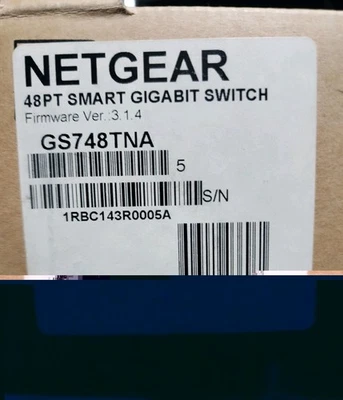 NETGEAR
48PT SMART GIGABIT SWITCH
Firmware Ver.:3.1.4
GS748TNA
5
S/N
1RBC143R0005A